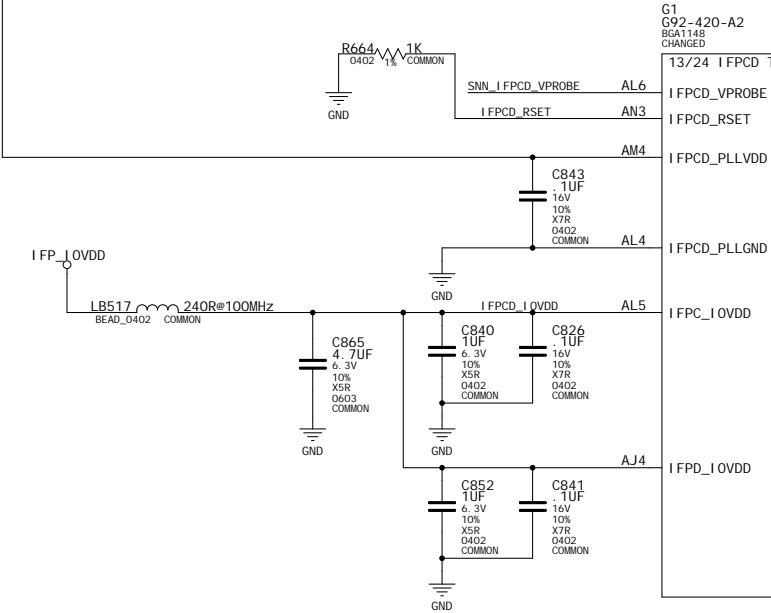 G1
G92-420-A2
BGA1148
CHANGED
R664 1K
0402 1% COMMON
GND
13/24 IFPCD
SNN_IFPCD_VPROBE AL6 IFPCD_VPROBE
IFPCD_RSET AN3 IFPCD_RSET
AM4 IFPCD_PLLVDD
C843
.1UF
16V
10%
X7R
0402
COMMON
AL4 IFPCD_PLLGND
GND
IFP_IOVDD
LB517 240R@100MHz
BEAD_0402 COMMON
IFPCD_IOVDD AL5 IFPC_IOVDD
C865
4.7UF
6.3V
10%
X5R
0603
COMMON
GND
C840
1UF
6.3V
10%
X5R
0402
COMMON
GND
C826
.1UF
16V
10%
X7R
0402
COMMON
AJ4 IFPD_IOVDD
C852
1UF
6.3V
10%
X5R
0402
COMMON
GND
C841
.1UF
16V
10%
X7R
0402
COMMON